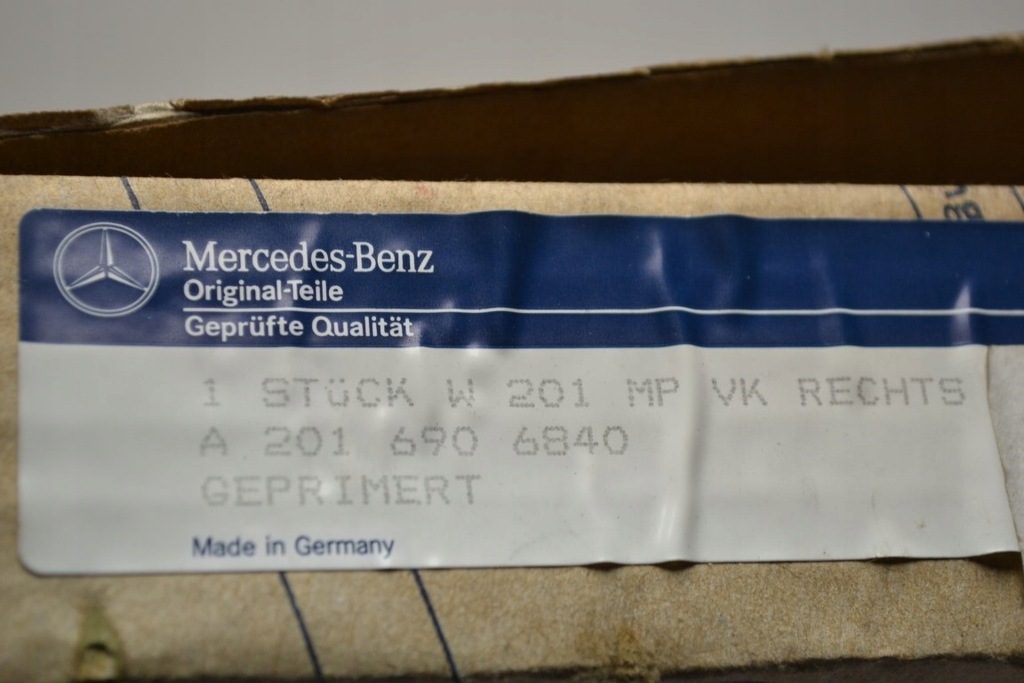 Mercedes-Benz
Original-Teile
Geprüfte Qualität
1 STüCK W 201 MP VK RECHTS
A 201 690 6840
GEPRIMERT
Made in Germany